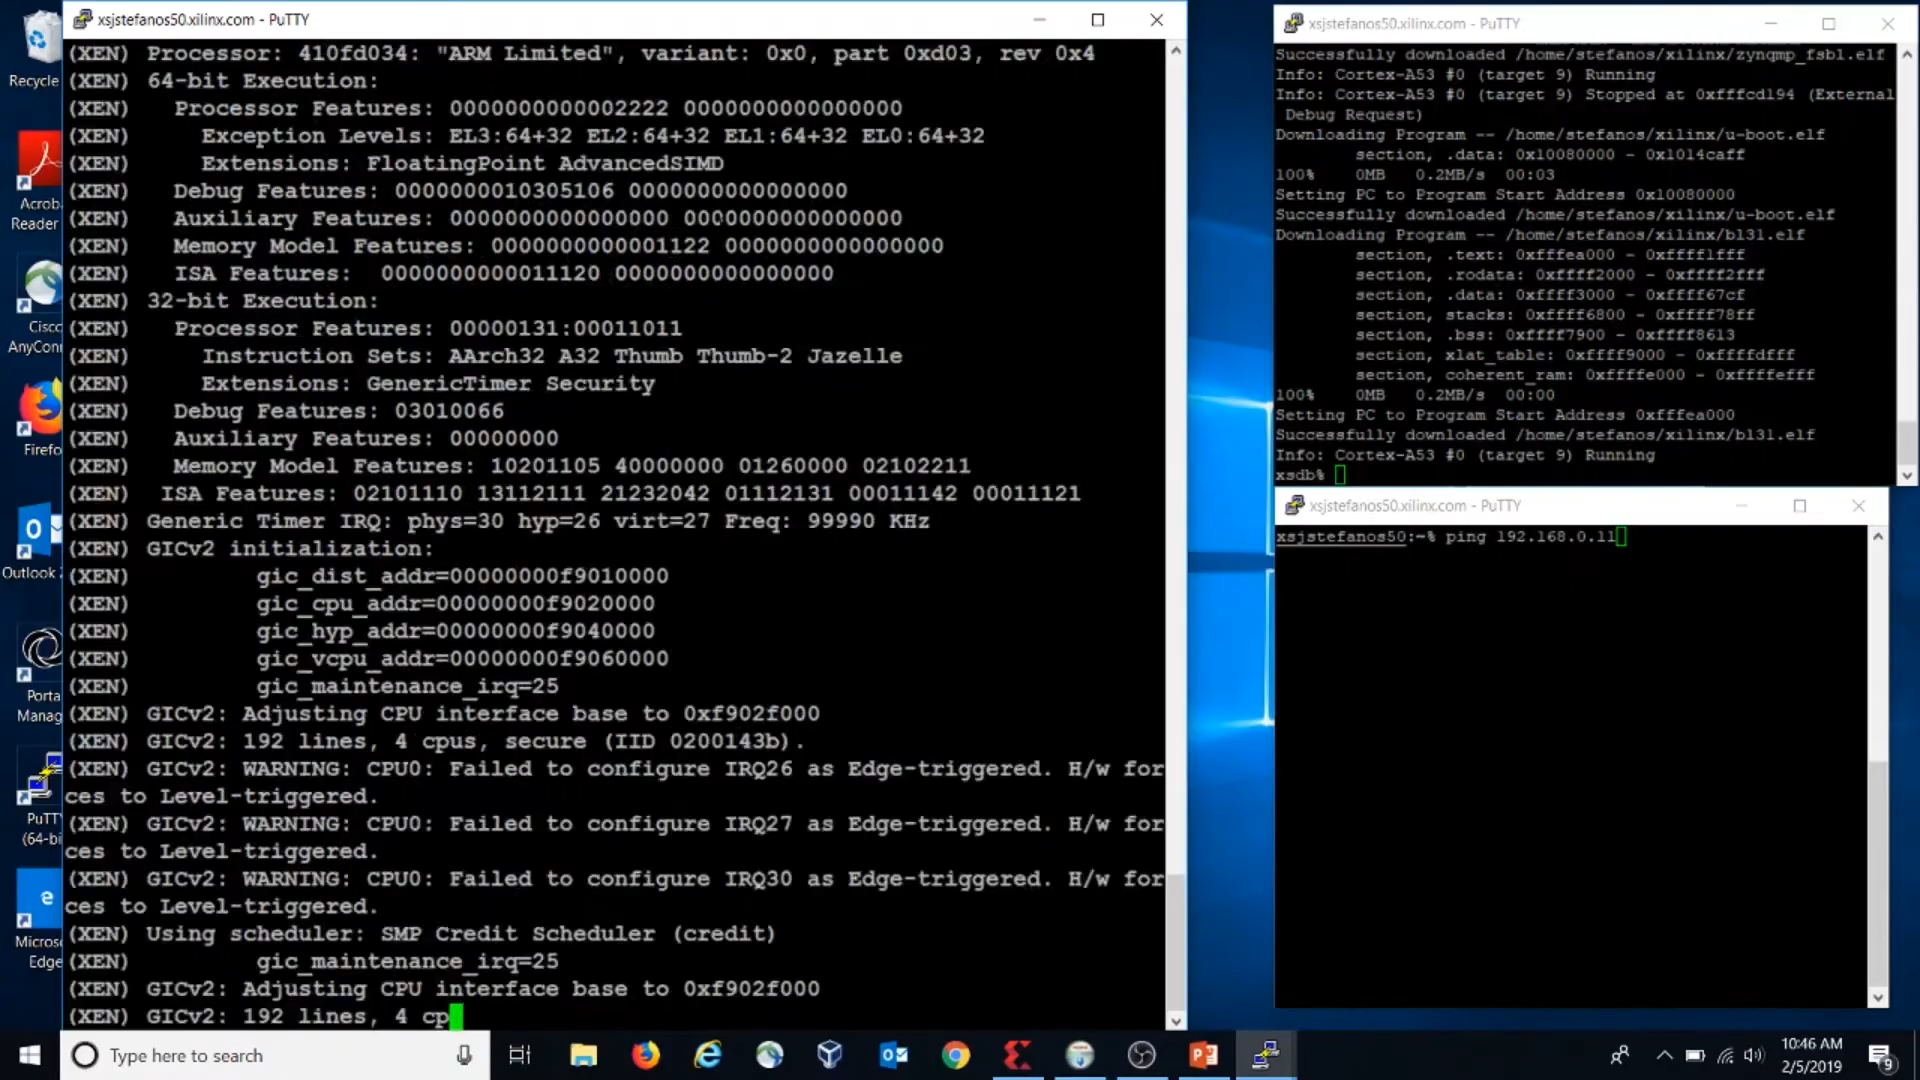 Recycle
Acrob
Reader
Cisco
AnyConn
Firefo
Outlook
Porta
Manag
PuTT
(64-bi
Micros
Edge
xsjstefanos50.xilinx.com - PuTTY
(XEN) Processor: 410fd034: "ARM Limited", variant: 0x0, part 0xd03, rev 0x4
(XEN) 64-bit Execution:
(XEN)   Processor Features: 0000000000002222 0000000000000000
(XEN)     Exception Levels: EL3:64+32 EL2:64+32 EL1:64+32 EL0:64+32
(XEN)     Extensions: FloatingPoint AdvancedSIMD
(XEN)   Debug Features: 0000000010305106 0000000000000000
(XEN)   Auxiliary Features: 0000000000000000 0000000000000000
(XEN)   Memory Model Features: 0000000000001122 0000000000000000
(XEN)   ISA Features:  0000000000011120 0000000000000000
(XEN) 32-bit Execution:
(XEN)   Processor Features: 00000131:00011011
(XEN)     Instruction Sets: AArch32 A32 Thumb Thumb-2 Jazelle
(XEN)     Extensions: GenericTimer Security
(XEN)   Debug Features: 03010066
(XEN)   Auxiliary Features: 00000000
(XEN)   Memory Model Features: 10201105 40000000 01260000 02102211
(XEN)  ISA Features: 02101110 13112111 21232042 01112131 00011142 00011121
(XEN) Generic Timer IRQ: phys=30 hyp=26 virt=27 Freq: 99990 KHz
(XEN) GICv2 initialization:
(XEN)         gic_dist_addr=00000000f9010000
(XEN)         gic_cpu_addr=00000000f9020000
(XEN)         gic_hyp_addr=00000000f9040000
(XEN)         gic_vcpu_addr=00000000f9060000
(XEN)         gic_maintenance_irq=25
(XEN) GICv2: Adjusting CPU interface base to 0xf902f000
(XEN) GICv2: 192 lines, 4 cpus, secure (IID 0200143b).
(XEN) GICv2: WARNING: CPU0: Failed to configure IRQ26 as Edge-triggered. H/w for
ces to Level-triggered.
(XEN) GICv2: WARNING: CPU0: Failed to configure IRQ27 as Edge-triggered. H/w for
ces to Level-triggered.
(XEN) GICv2: WARNING: CPU0: Failed to configure IRQ30 as Edge-triggered. H/w for
ces to Level-triggered.
(XEN) Using scheduler: SMP Credit Scheduler (credit)
(XEN)         gic_maintenance_irq=25
(XEN) GICv2: Adjusting CPU interface base to 0xf902f000
(XEN) GICv2: 192 lines, 4 cp
xsjstefanos50.xilinx.com - PuTTY
Successfully downloaded /home/stefanos/xilinx/zynqmp_fsbl.elf
Info: Cortex-A53 #0 (target 9) Running
Info: Cortex-A53 #0 (target 9) Stopped at 0xfffcd194 (External
Debug Request)
Downloading Program -- /home/stefanos/xilinx/u-boot.elf
section, .data: 0x10080000 - 0x1014caff
100%    0MB   0.2MB/s  00:03
Setting PC to Program Start Address 0x10080000
Successfully downloaded /home/stefanos/xilinx/u-boot.elf
Downloading Program -- /home/stefanos/xilinx/bl31.elf
section, .text: 0xfffea000 - 0xffff1fff
section, .rodata: 0xffff2000 - 0xffff2fff
section, .data: 0xffff3000 - 0xffff67cf
section, stacks: 0xffff6800 - 0xffff78ff
section, .bss: 0xffff7900 - 0xffff8613
section, xlat_table: 0xffff9000 - 0xffffdfff
section, coherent_ram: 0xffffe000 - 0xffffefff
100%    0MB   0.2MB/s  00:00
Setting PC to Program Start Address 0xfffea000
Successfully downloaded /home/stefanos/xilinx/bl31.elf
Info: Cortex-A53 #0 (target 9) Running
xsdb%
xsjstefanos50.xilinx.com - PuTTY
xsjstefanos50:~% ping 192.168.0.11
Type here to search
10:46 AM
2/5/2019
9